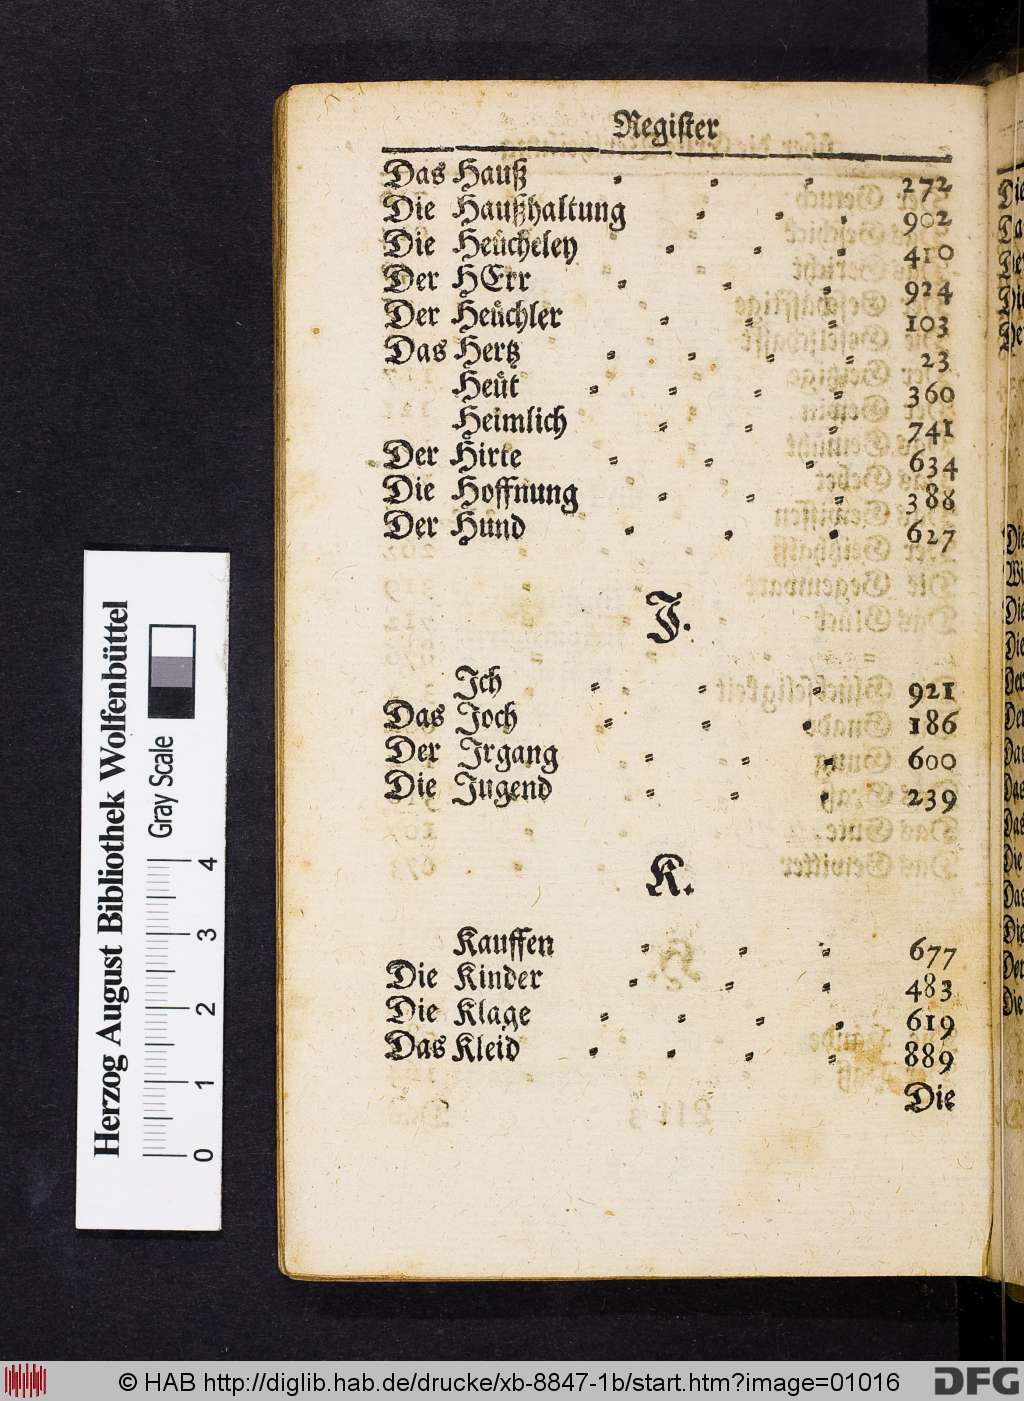 Register
Das Hauß 272
Die Haußhaltung 902
Die Heücheley 410
Der HErr 924
Der Heüchler 103
Das Hertz 23
Heüt 360
Heimlich 741
Der Hirte 634
Die Hoffnung 388
Der Hund 627
J.
Ich 921
Das Joch 186
Der Irgang 600
Die Jugend 239
K.
Kauffen 677
Die Kinder 483
Die Klage 619
Das Kleid 889
Die
Herzog August Bibliothek Wolfenbüttel
Gray Scale
0 1 2 3 4
© HAB http://diglib.hab.de/drucke/xb-8847-1b/start.htm?image=01016
DFG